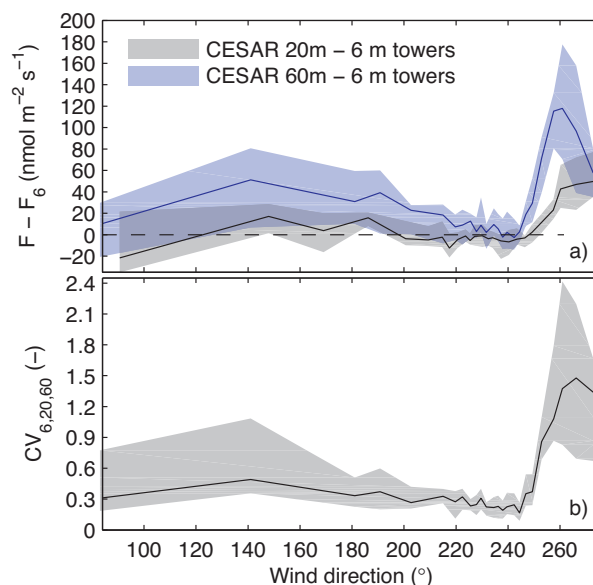 200
180
160
140
120
100
80
60
40
20
0
−20
F − F6 (nmol m−2 s−1)
CESAR 20m − 6 m towers
CESAR 60m − 6 m towers
a)
2.4
2.1
1.8
1.5
1.2
0.9
0.6
0.3
0
CV6,20,60 (−)
b)
100 120 140 160 180 200 220 240 260
Wind direction (°)